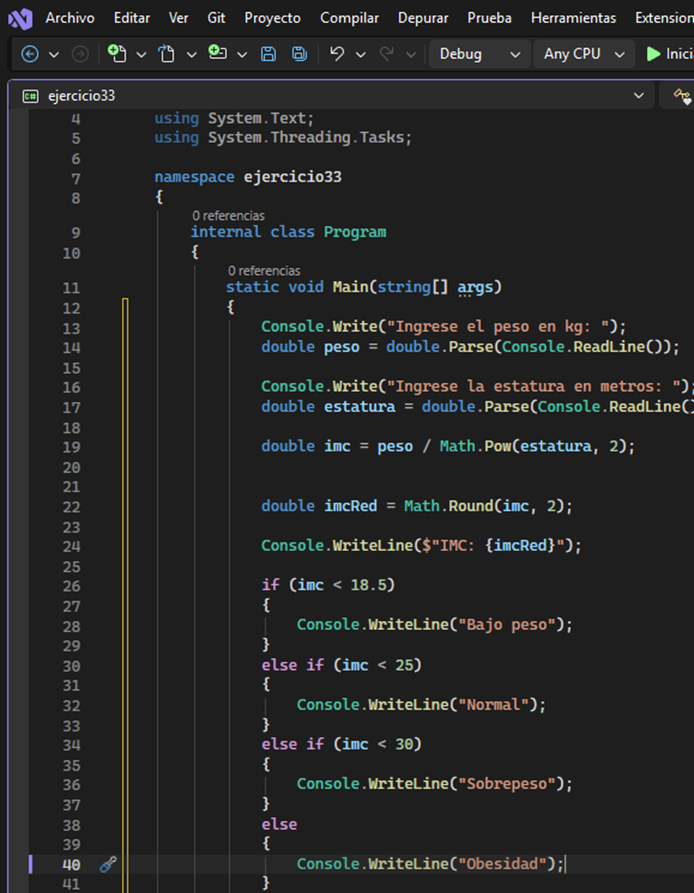 Archivo Editar Ver Git Proyecto Compilar Depurar Prueba Herramientas Extension
Debug Any CPU Inici
C# ejercicio33
4 using System.Text;
5 using System.Threading.Tasks;
6
7 namespace ejercicio33
8 {
0 referencias
9 internal class Program
10 {
0 referencias
11 static void Main(string[] args)
12 {
13 Console.Write("Ingrese el peso en kg: ");
14 double peso = double.Parse(Console.ReadLine());
15
16 Console.Write("Ingrese la estatura en metros: ");
17 double estatura = double.Parse(Console.ReadLine()
18
19 double imc = peso / Math.Pow(estatura, 2);
20
21
22 double imcRed = Math.Round(imc, 2);
23
24 Console.WriteLine($"IMC: {imcRed}");
25
26 if (imc < 18.5)
27 {
28 Console.WriteLine("Bajo peso");
29 }
30 else if (imc < 25)
31 {
32 Console.WriteLine("Normal");
33 }
34 else if (imc < 30)
35 {
36 Console.WriteLine("Sobrepeso");
37 }
38 else
39 {
40 Console.WriteLine("Obesidad");
41 }